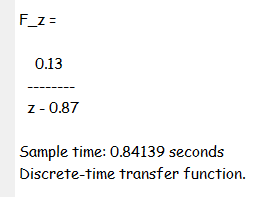 F_z =
0.13
--------
z - 0.87
Sample time: 0.84139 seconds
Discrete-time transfer function.